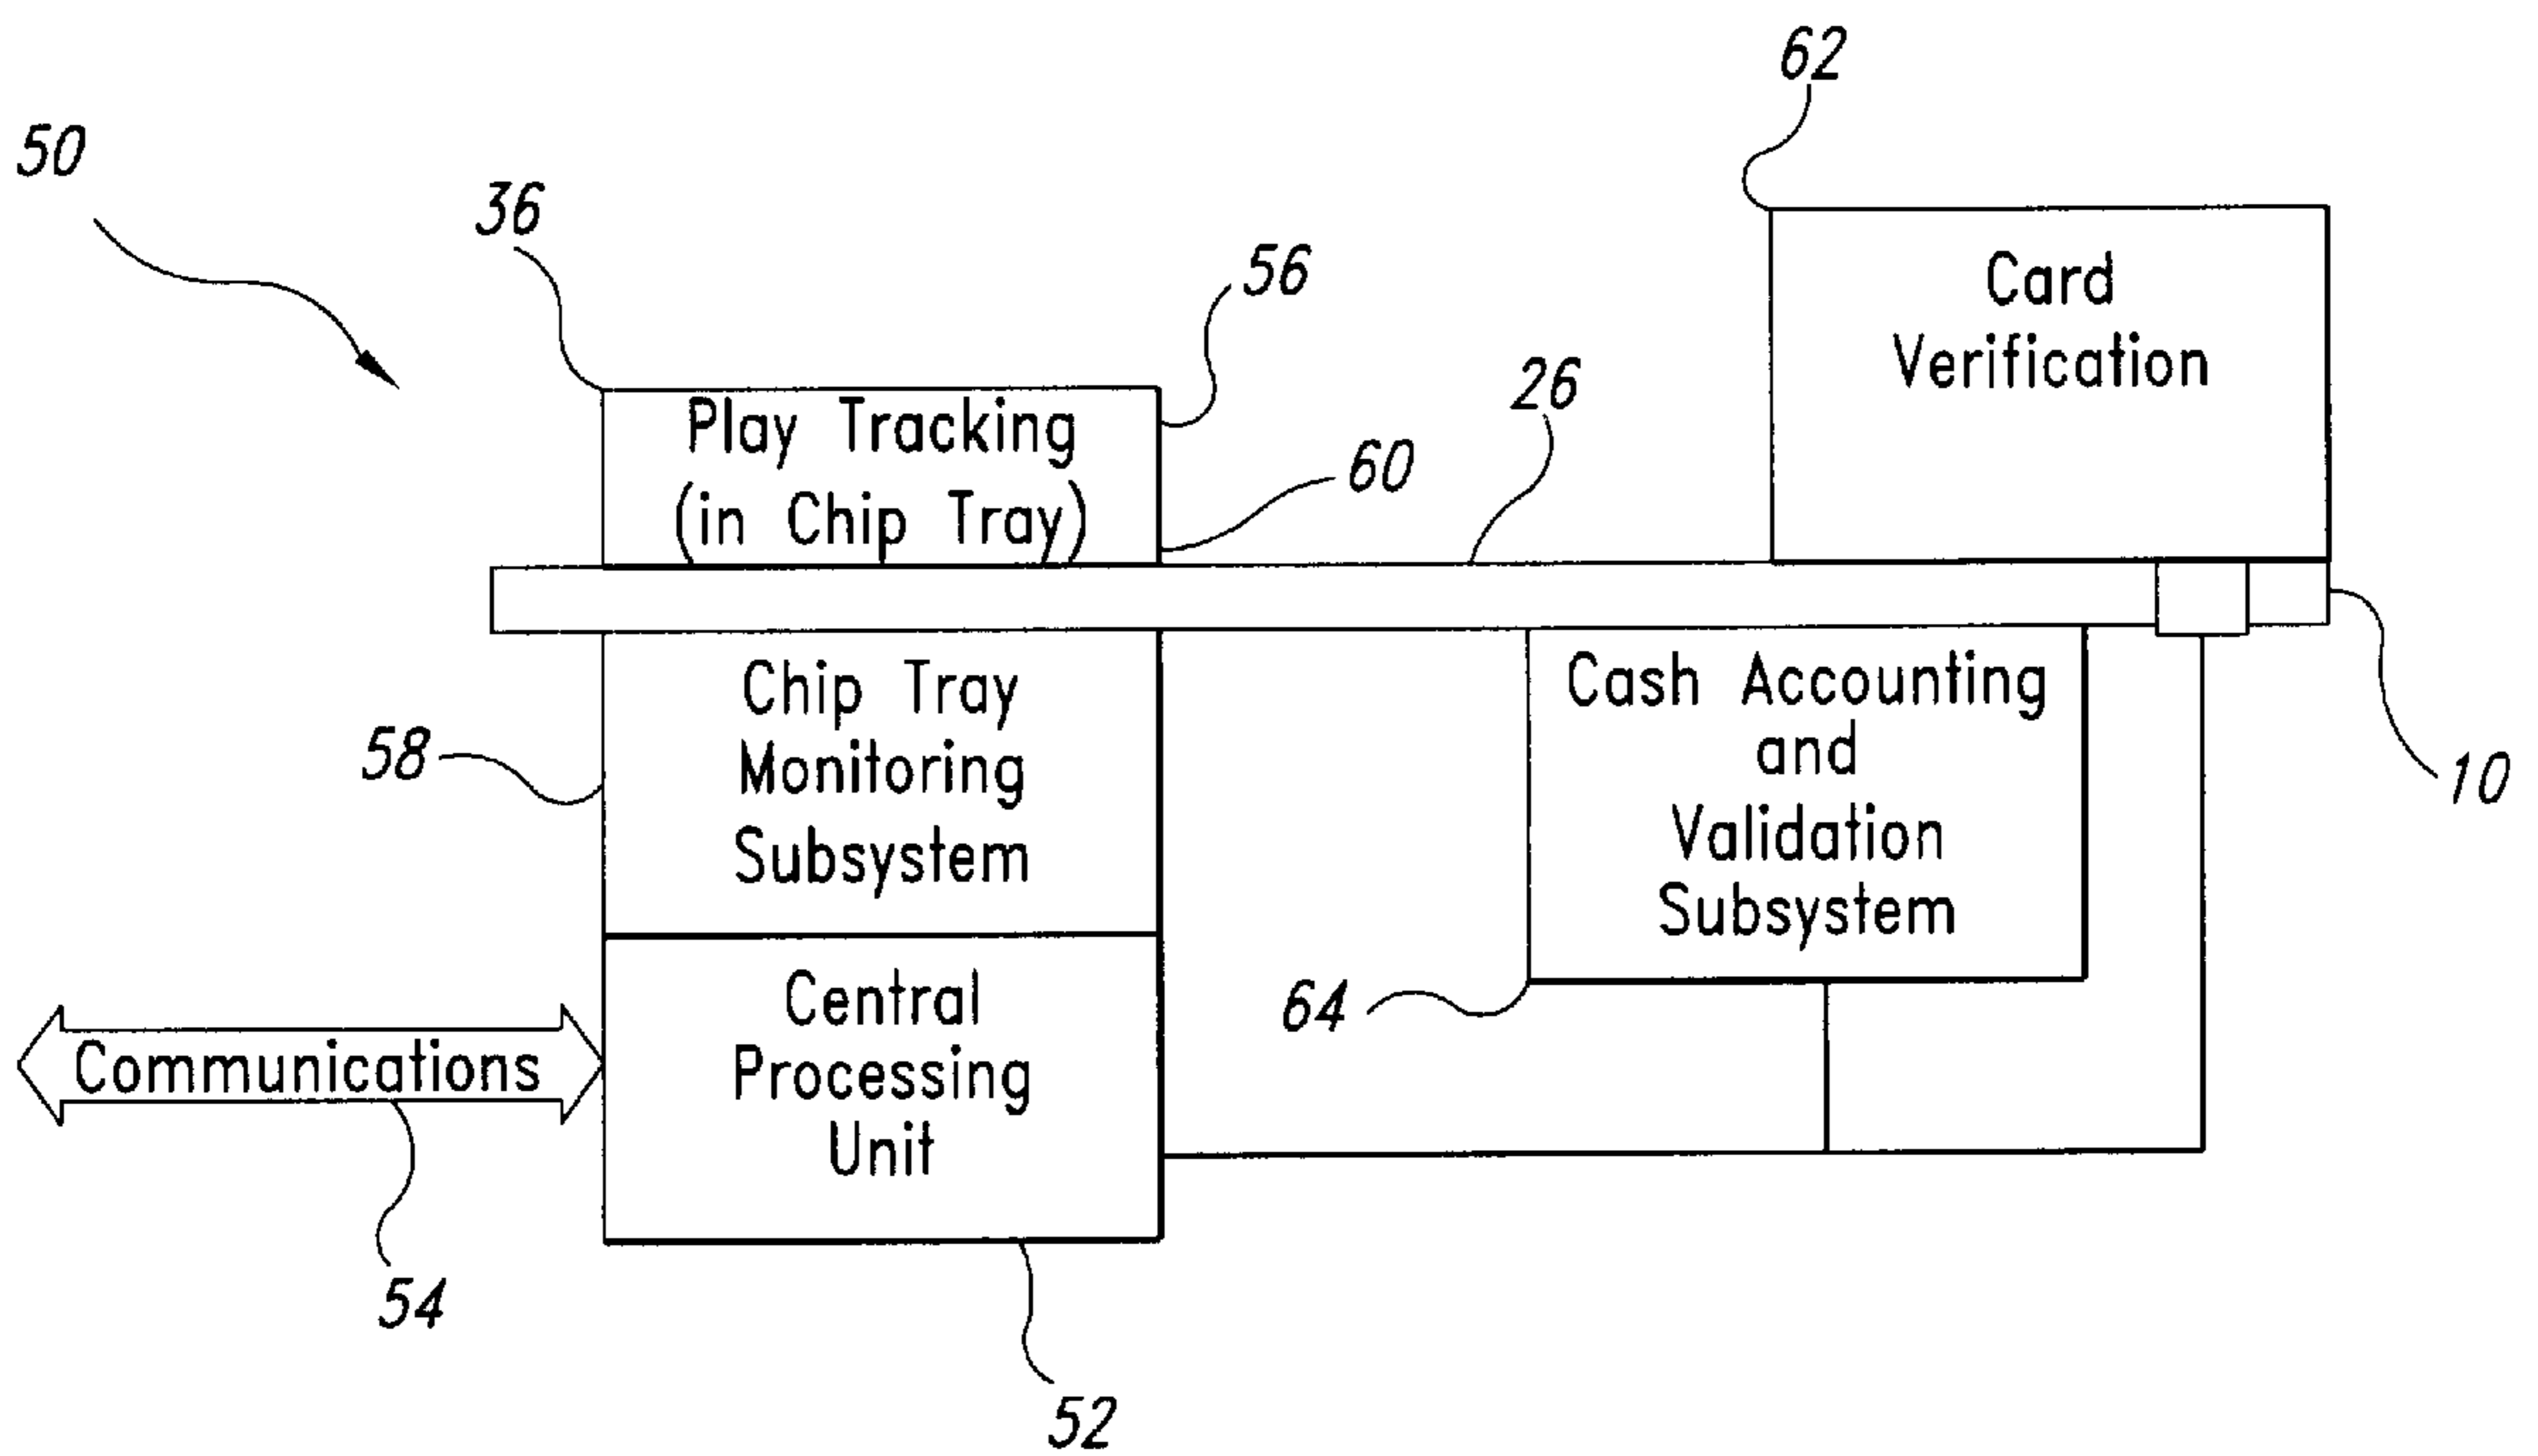 62
50
36
56
Card
Verification
26
Play Tracking
(in Chip Tray)
60
Chip Tray
Monitoring
Subsystem
58
Cash Accounting
and
Validation
Subsystem
10
64
Central
Processing
Unit
Communications
54
52